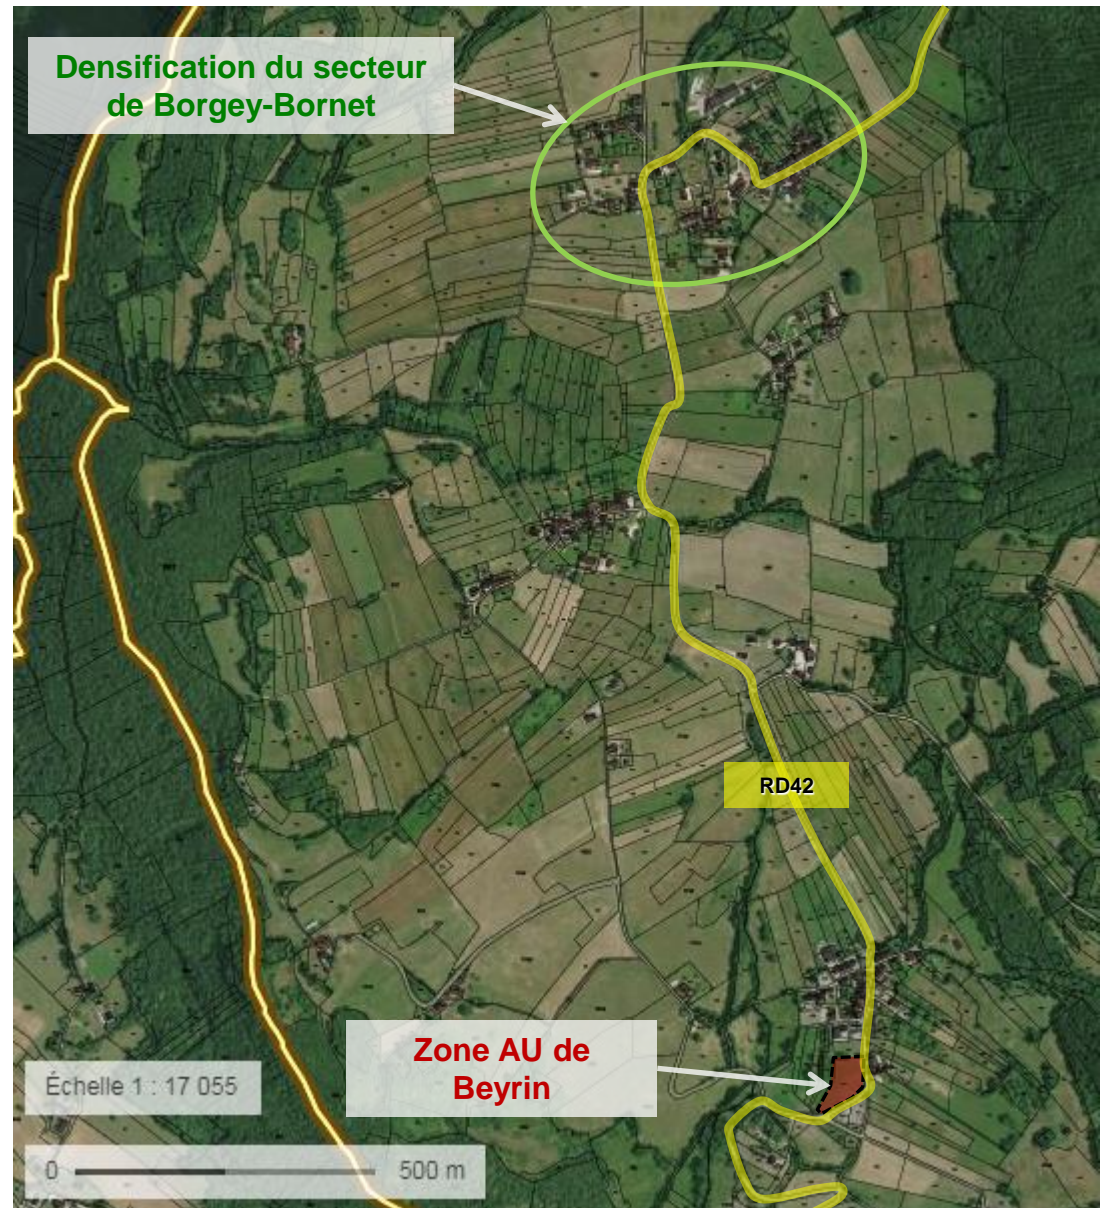 Densification du secteur
de Borgey-Bornet
RD42
Zone AU de
Beyrin
Échelle 1 : 17 055
0 500 m